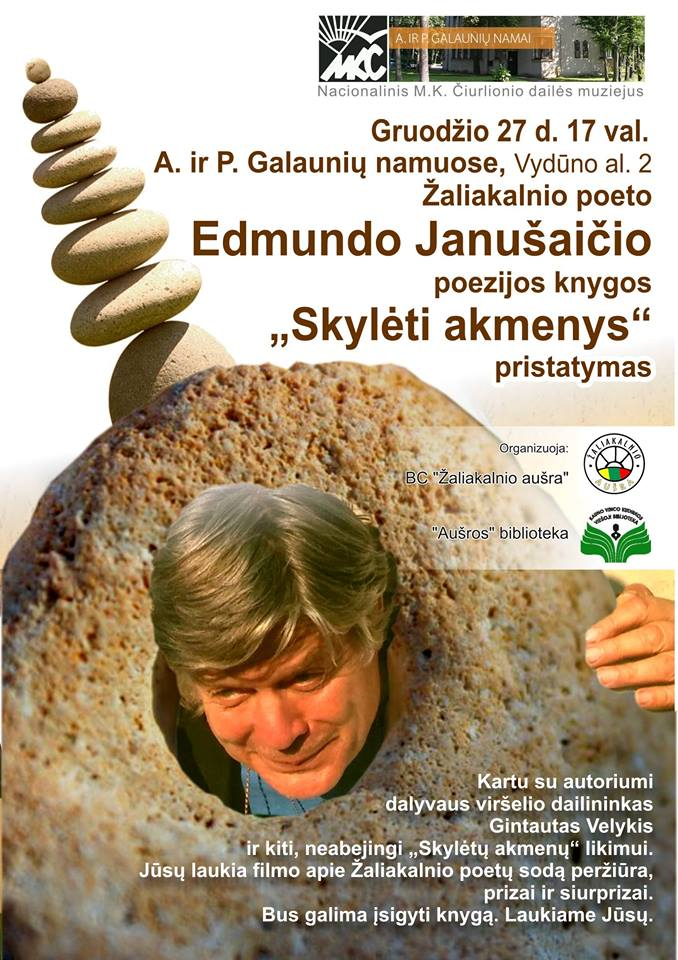 MKC
A. IR P. GALAUNIŲ NAMAI
Nacionalinis M.K. Čiurlionio dailės muziejus
Gruodžio 27 d. 17 val.
A. ir P. Galaunių namuose, Vydūno al. 2
Žaliakalnio poeto
Edmundo Janušaičio
poezijos knygos
„Skylėti akmenys“
pristatymas
Organizuoja:
BC "Žaliakalnio aušra"
ŽALIAKALNIO
AUŠRA
"Aušros" biblioteka
VIEŠOJI BIBLIOTEKA
Kartu su autoriumi
dalyvaus viršelio dailininkas
Gintautas Velykis
ir kiti, neabejingi „Skylėtų akmenų“ likimui.
Jūsų laukia filmo apie Žaliakalnio poetų sodą peržiūra,
prizai ir siurprizai.
Bus galima įsigyti knygą. Laukiame Jūsų.